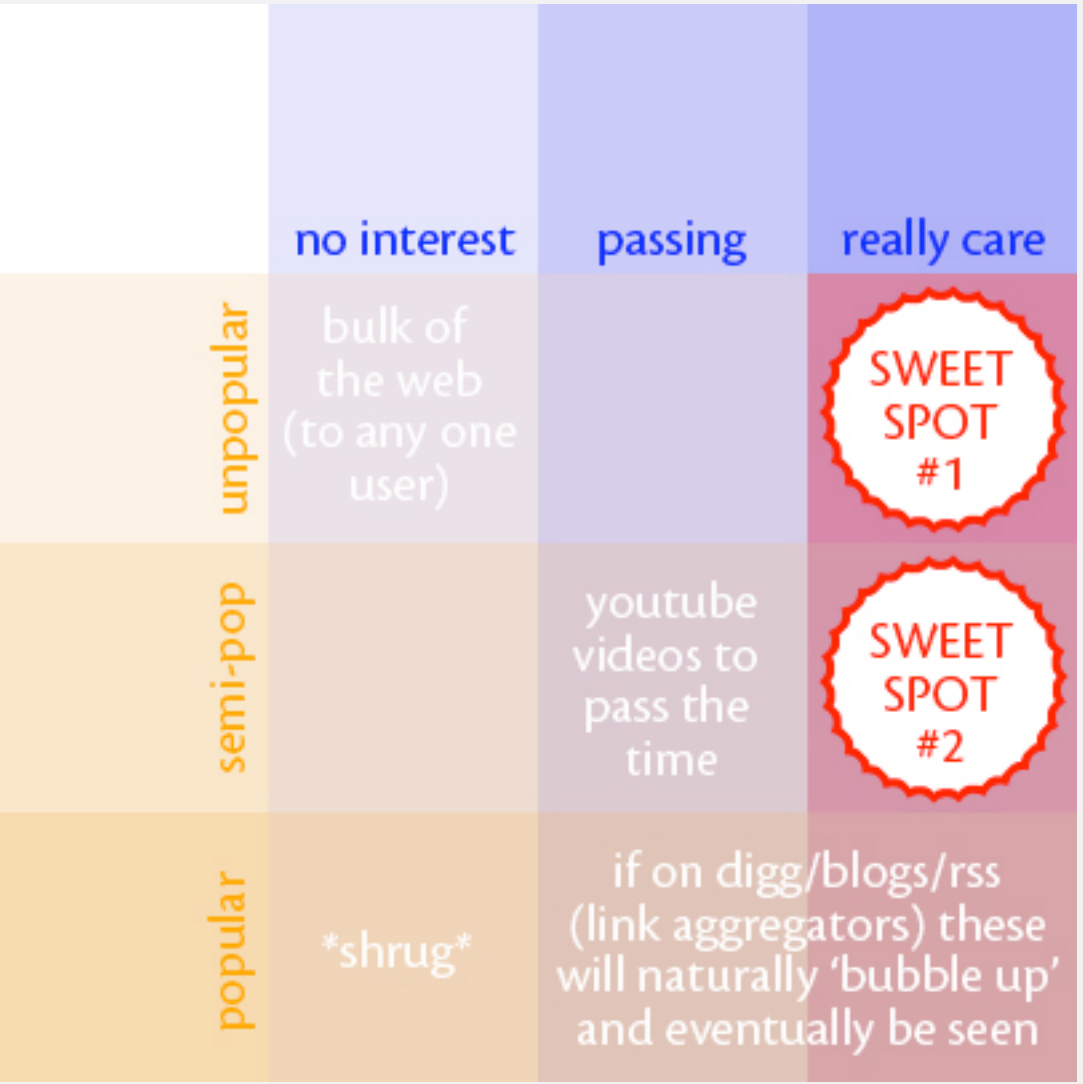 no interest
passing
really care
unpopular
bulk of
the web
(to any one
user)
SWEET
SPOT
#1
semi-pop
youtube
videos to
pass the
time
SWEET
SPOT
#2
popular
*shrug*
if on digg/blogs/rss
(link aggregators) these
will naturally ‘bubble up’
and eventually be seen